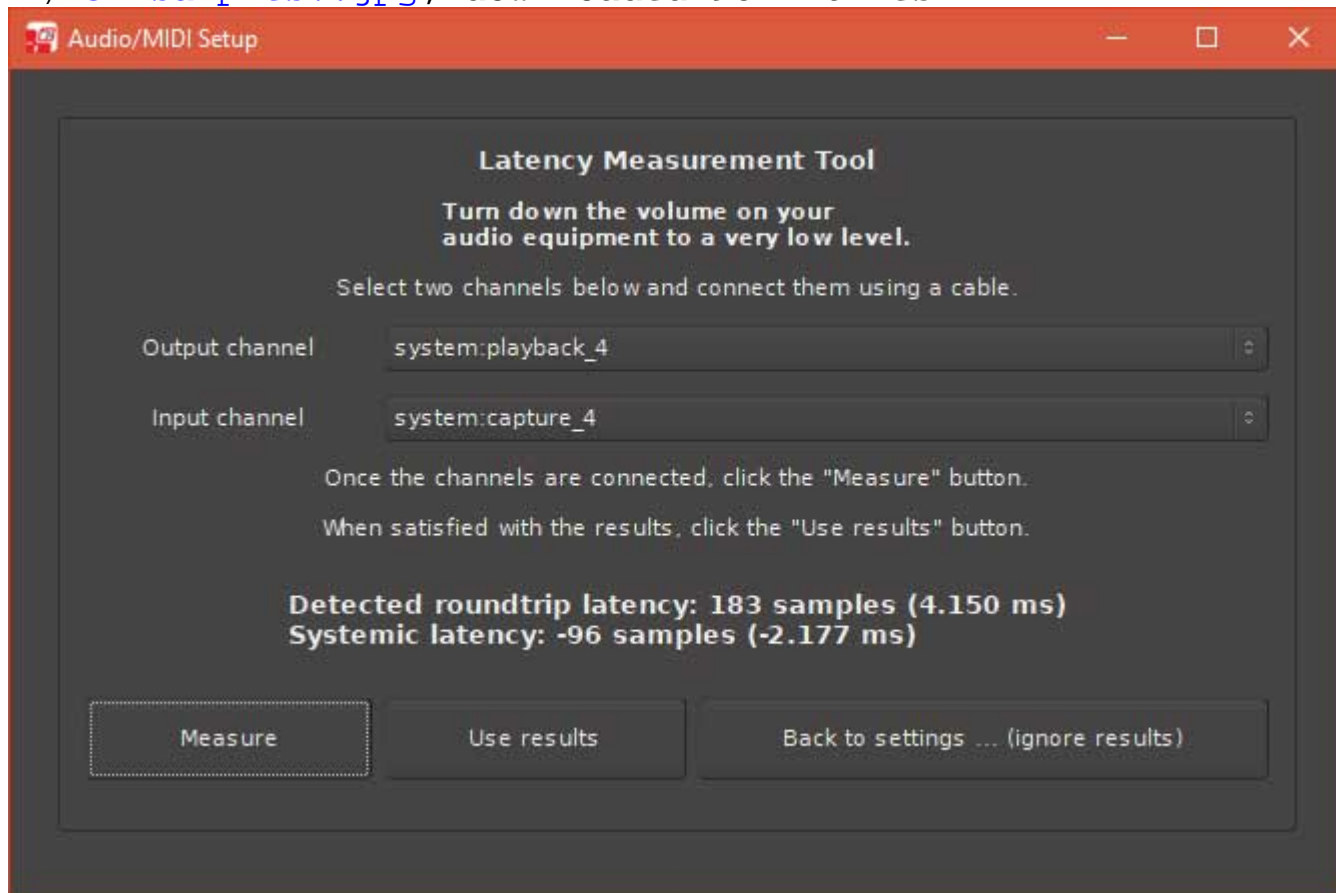 Audio/MIDI Setup
Latency Measurement Tool
Turn down the volume on your
audio equipment to a very low level.
Select two channels below and connect them using a cable.
Output channel system:playback_4
Input channel system:capture_4
Once the channels are connected, click the "Measure" button.
When satisfied with the results, click the "Use results" button.
Detected roundtrip latency: 183 samples (4.150 ms)
Systemic latency: -96 samples (-2.177 ms)
Measure Use results Back to settings ... (ignore results)